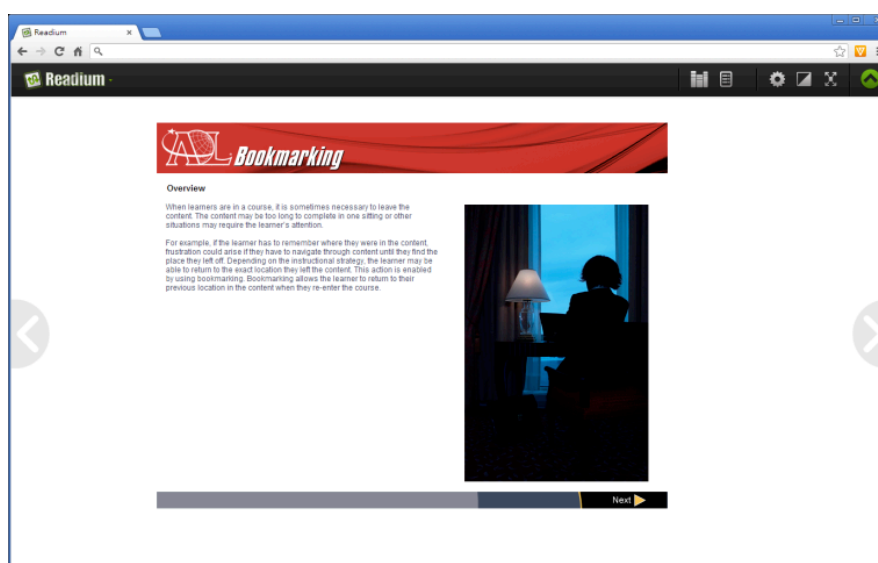 Readium
Readium
ADL Bookmarking
Overview
When learners are in a course, it is sometimes necessary to leave the
content. The content may be too long to complete in one sitting or other
situations may require the learner's attention.
For example, if the learner has to remember where they were in the content,
frustration could arise if they have to navigate through content until they find the
place they left off. Depending on the instructional strategy, the learner may be
able to return to the exact location they left the content. This action is enabled
by using bookmarking. Bookmarking allows the learner to return to their
previous location in the content when they re-enter the course.
Next